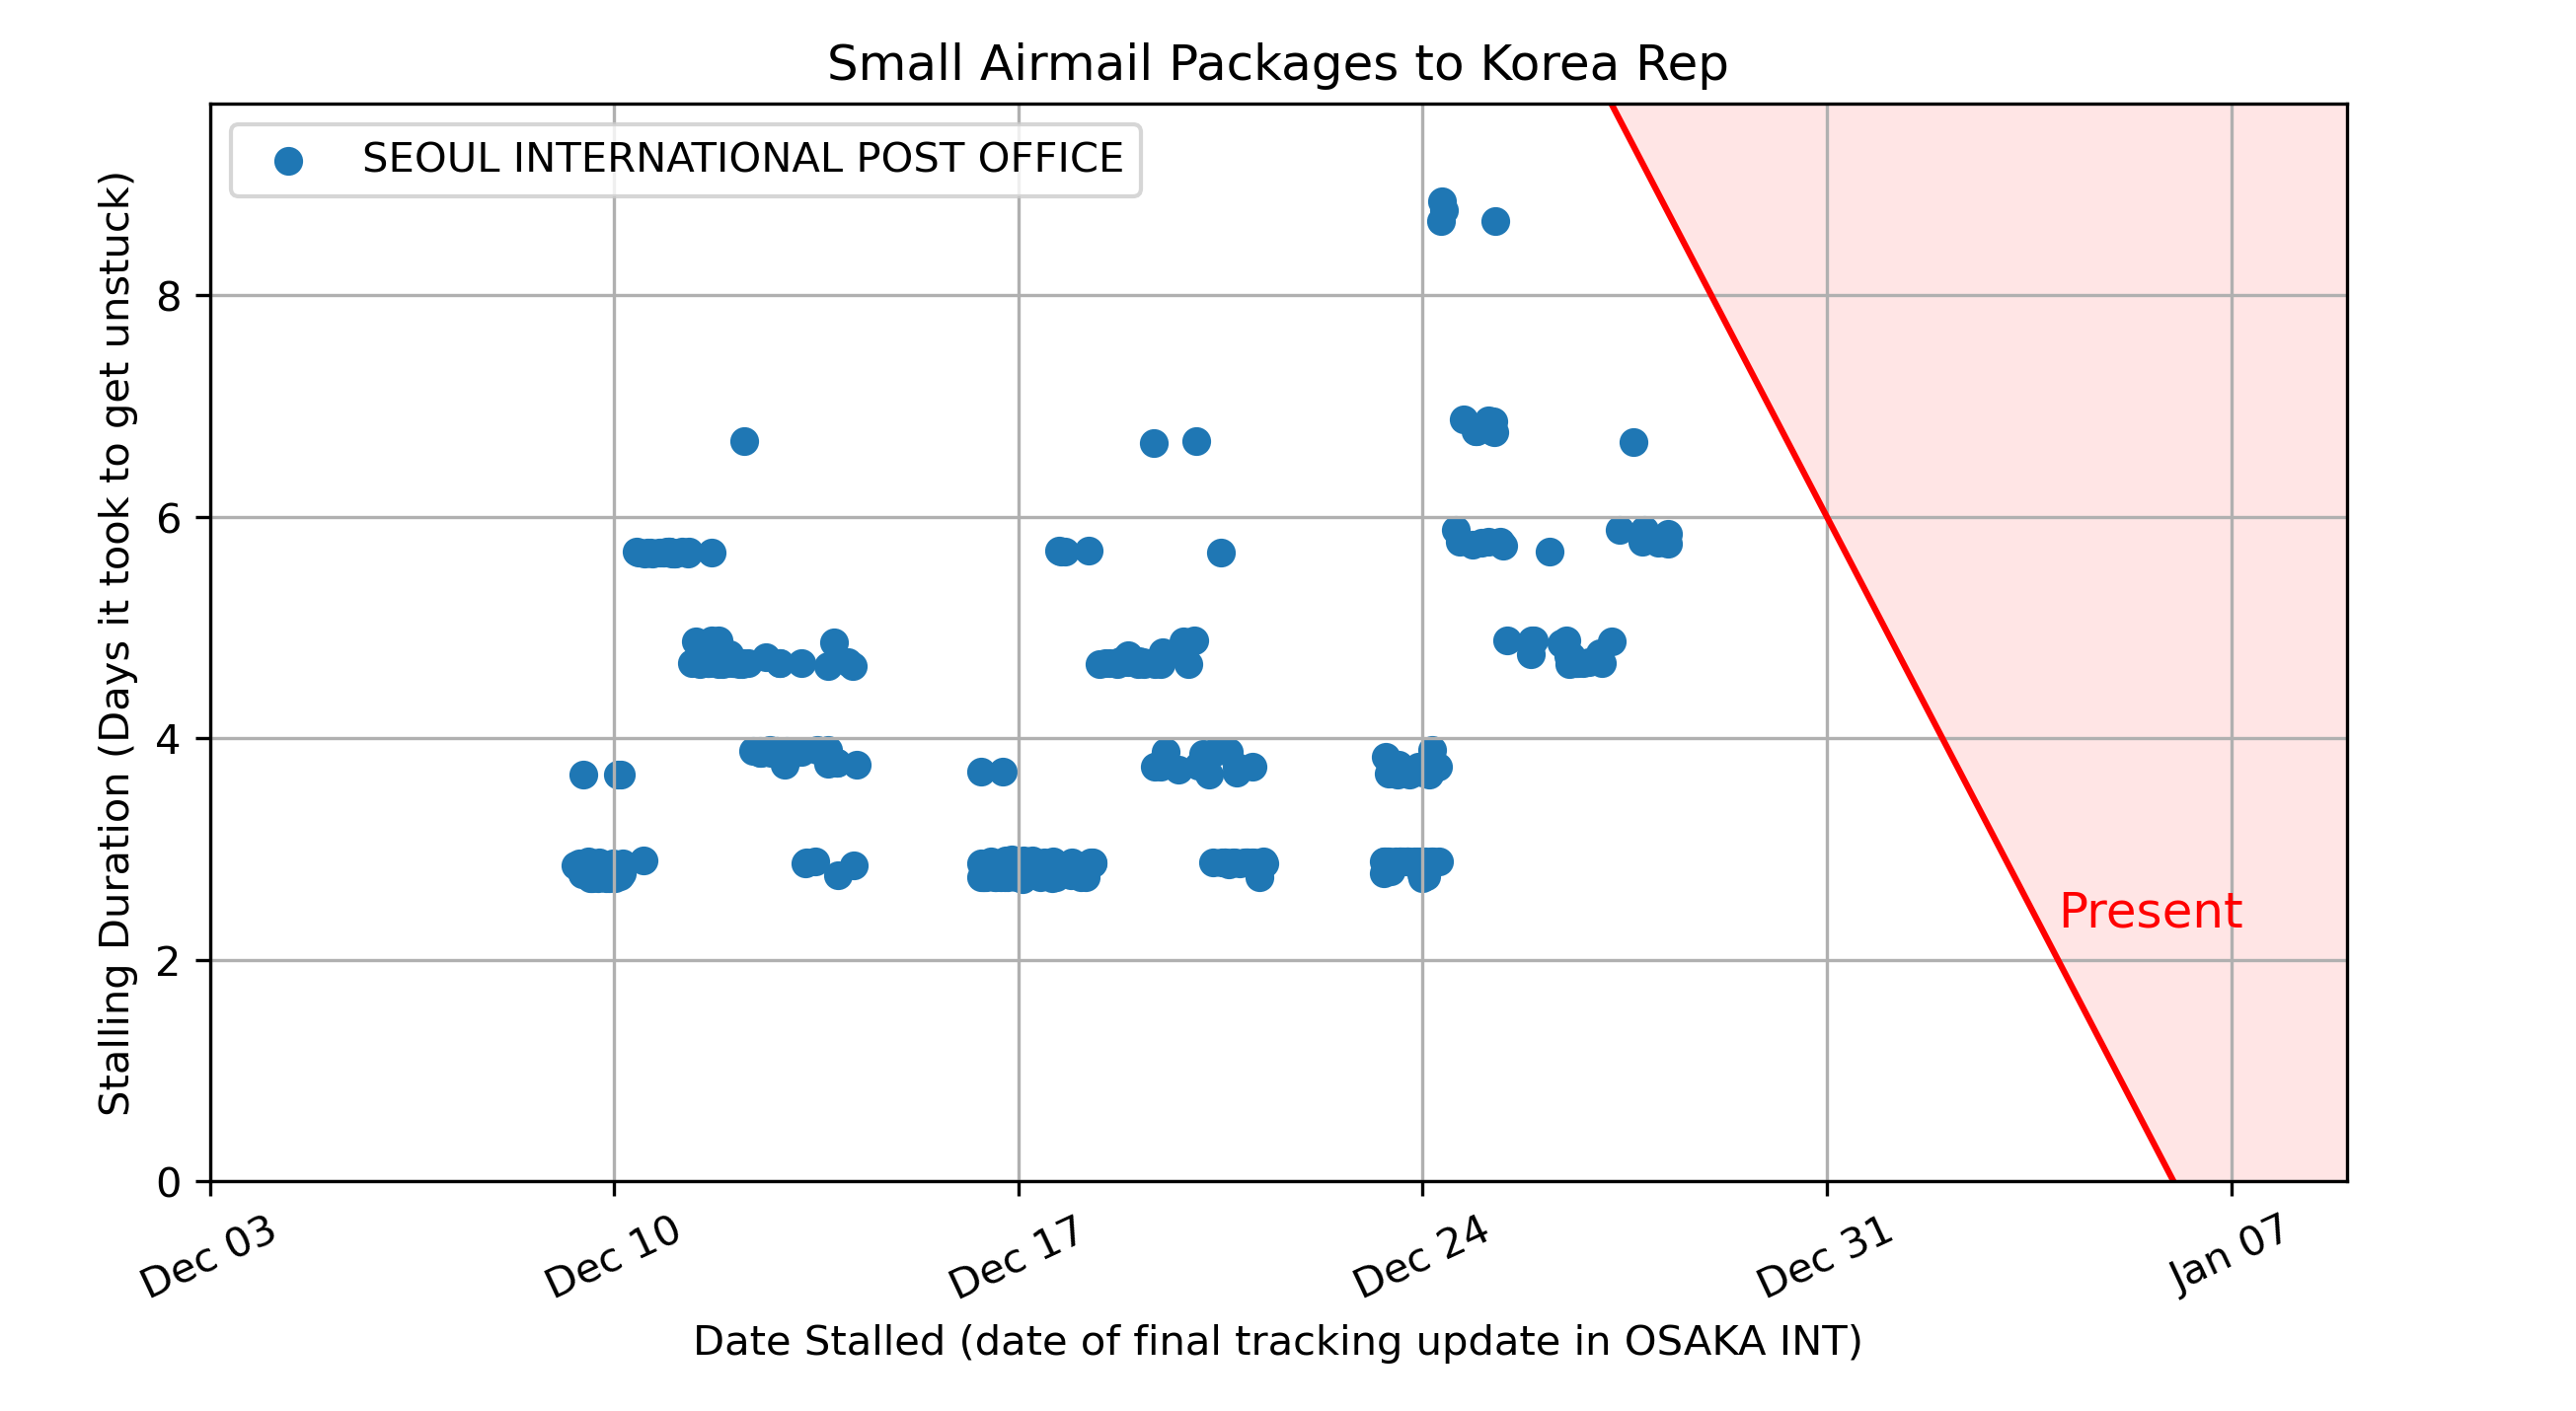 Small Airmail Packages to Korea Rep
SEOUL INTERNATIONAL POST OFFICE
Stalling Duration (Days it took to get unstuck)
8
6
4
2
0
Present
Dec 03
Dec 10
Dec 17
Dec 24
Dec 31
Jan 07
Date Stalled (date of final tracking update in OSAKA INT)